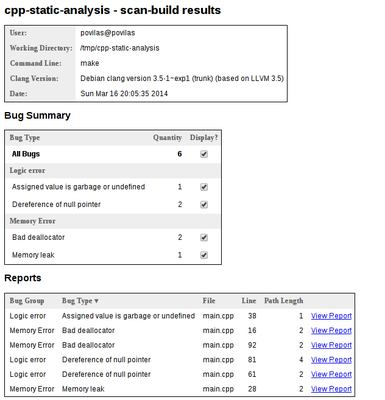 cpp-static-analysis - scan-build results
User: povilas@povilas
Working Directory: /tmp/cpp-static-analysis
Command Line: make
Clang Version: Debian clang version 3.5-1~exp1 (trunk) (based on LLVM 3.5)
Date: Sun Mar 16 20:05:35 2014
Bug Summary
Bug Type Quantity Display?
All Bugs 6
Logic error
Assigned value is garbage or undefined 1
Dereference of null pointer 2
Memory Error
Bad deallocator 2
Memory leak 1
Reports
Bug Group Bug Type ▾ File Line Path Length
Logic error Assigned value is garbage or undefined main.cpp 38 1 View Report
Memory Error Bad deallocator main.cpp 16 2 View Report
Memory Error Bad deallocator main.cpp 92 2 View Report
Logic error Dereference of null pointer main.cpp 81 4 View Report
Logic error Dereference of null pointer main.cpp 61 2 View Report
Memory Error Memory leak main.cpp 28 2 View Report